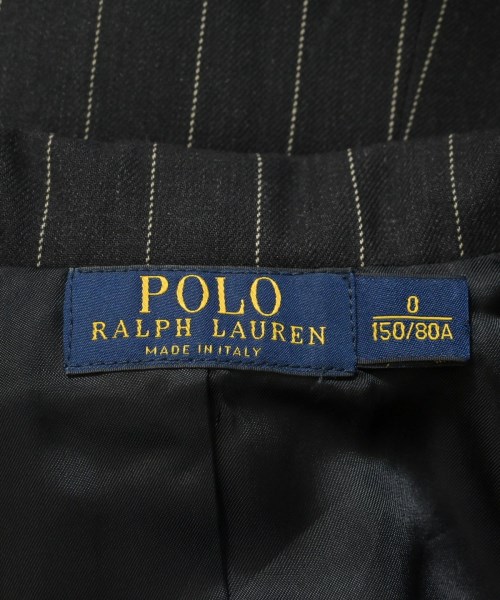 POLO
RALPH LAUREN
MADE IN ITALY
0
150/80A